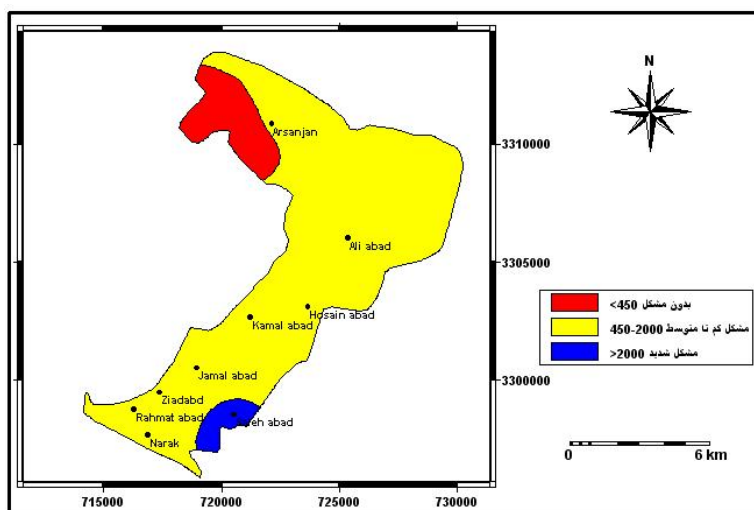 N
Arsanjan
3310000
Ali abad
3305000
Hosain abad
Kamal abad
بدون مشکل 450>
مشکل کم تا متوسط 450-2000
مشکل شدید 2000<
Jamal abad
3300000
Ziadabd
Rahmat abad
abad
Narak
0 6 km
715000 720000 725000 730000